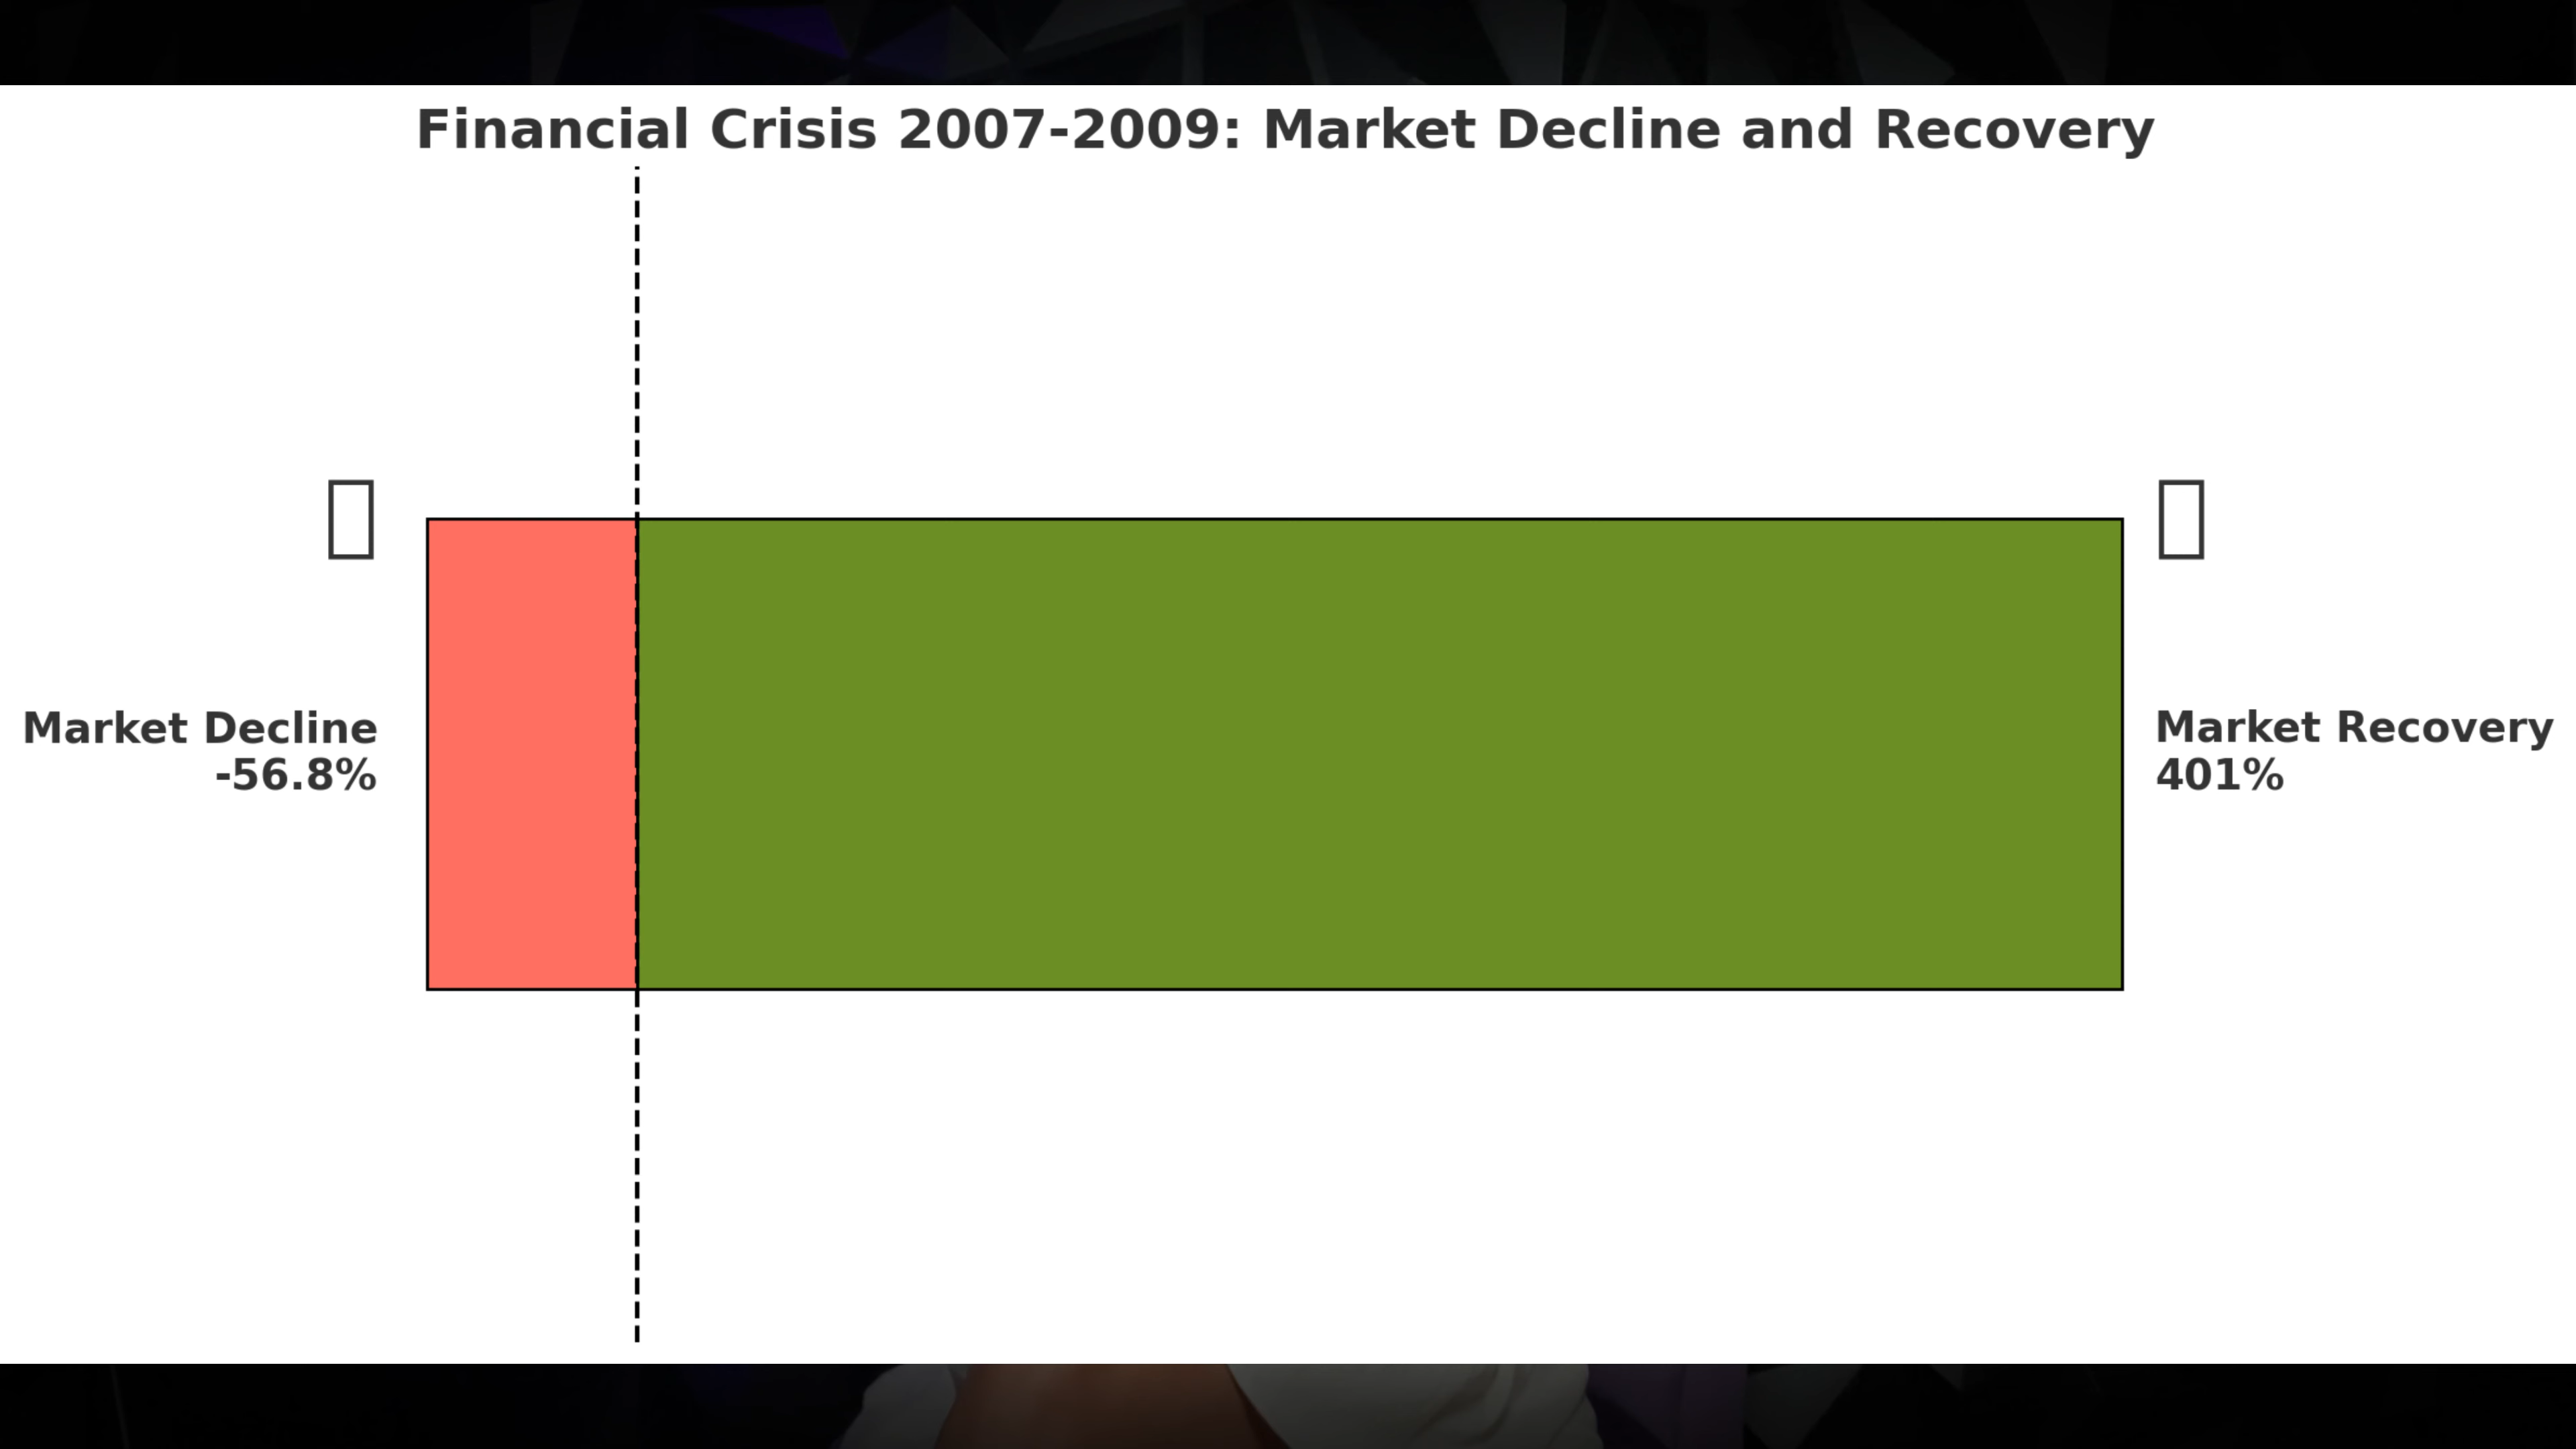 Financial Crisis 2007-2009: Market Decline and Recovery
Market Decline
-56.8%
Market Recovery
401%